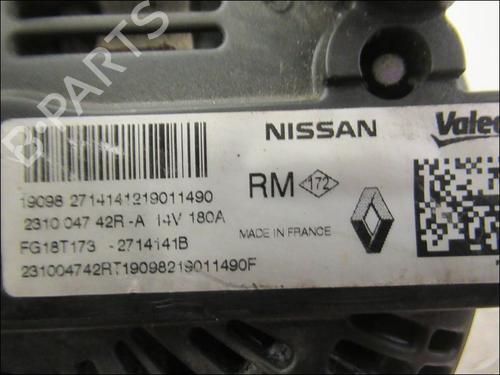 B PARTS
NISSAN
Valeo
19098 2714141219011490
2310 047 42R -A 14V 180A
RM 172
FG18T173 -2714141B
MADE IN FRANCE
231004742RT19098219011490F